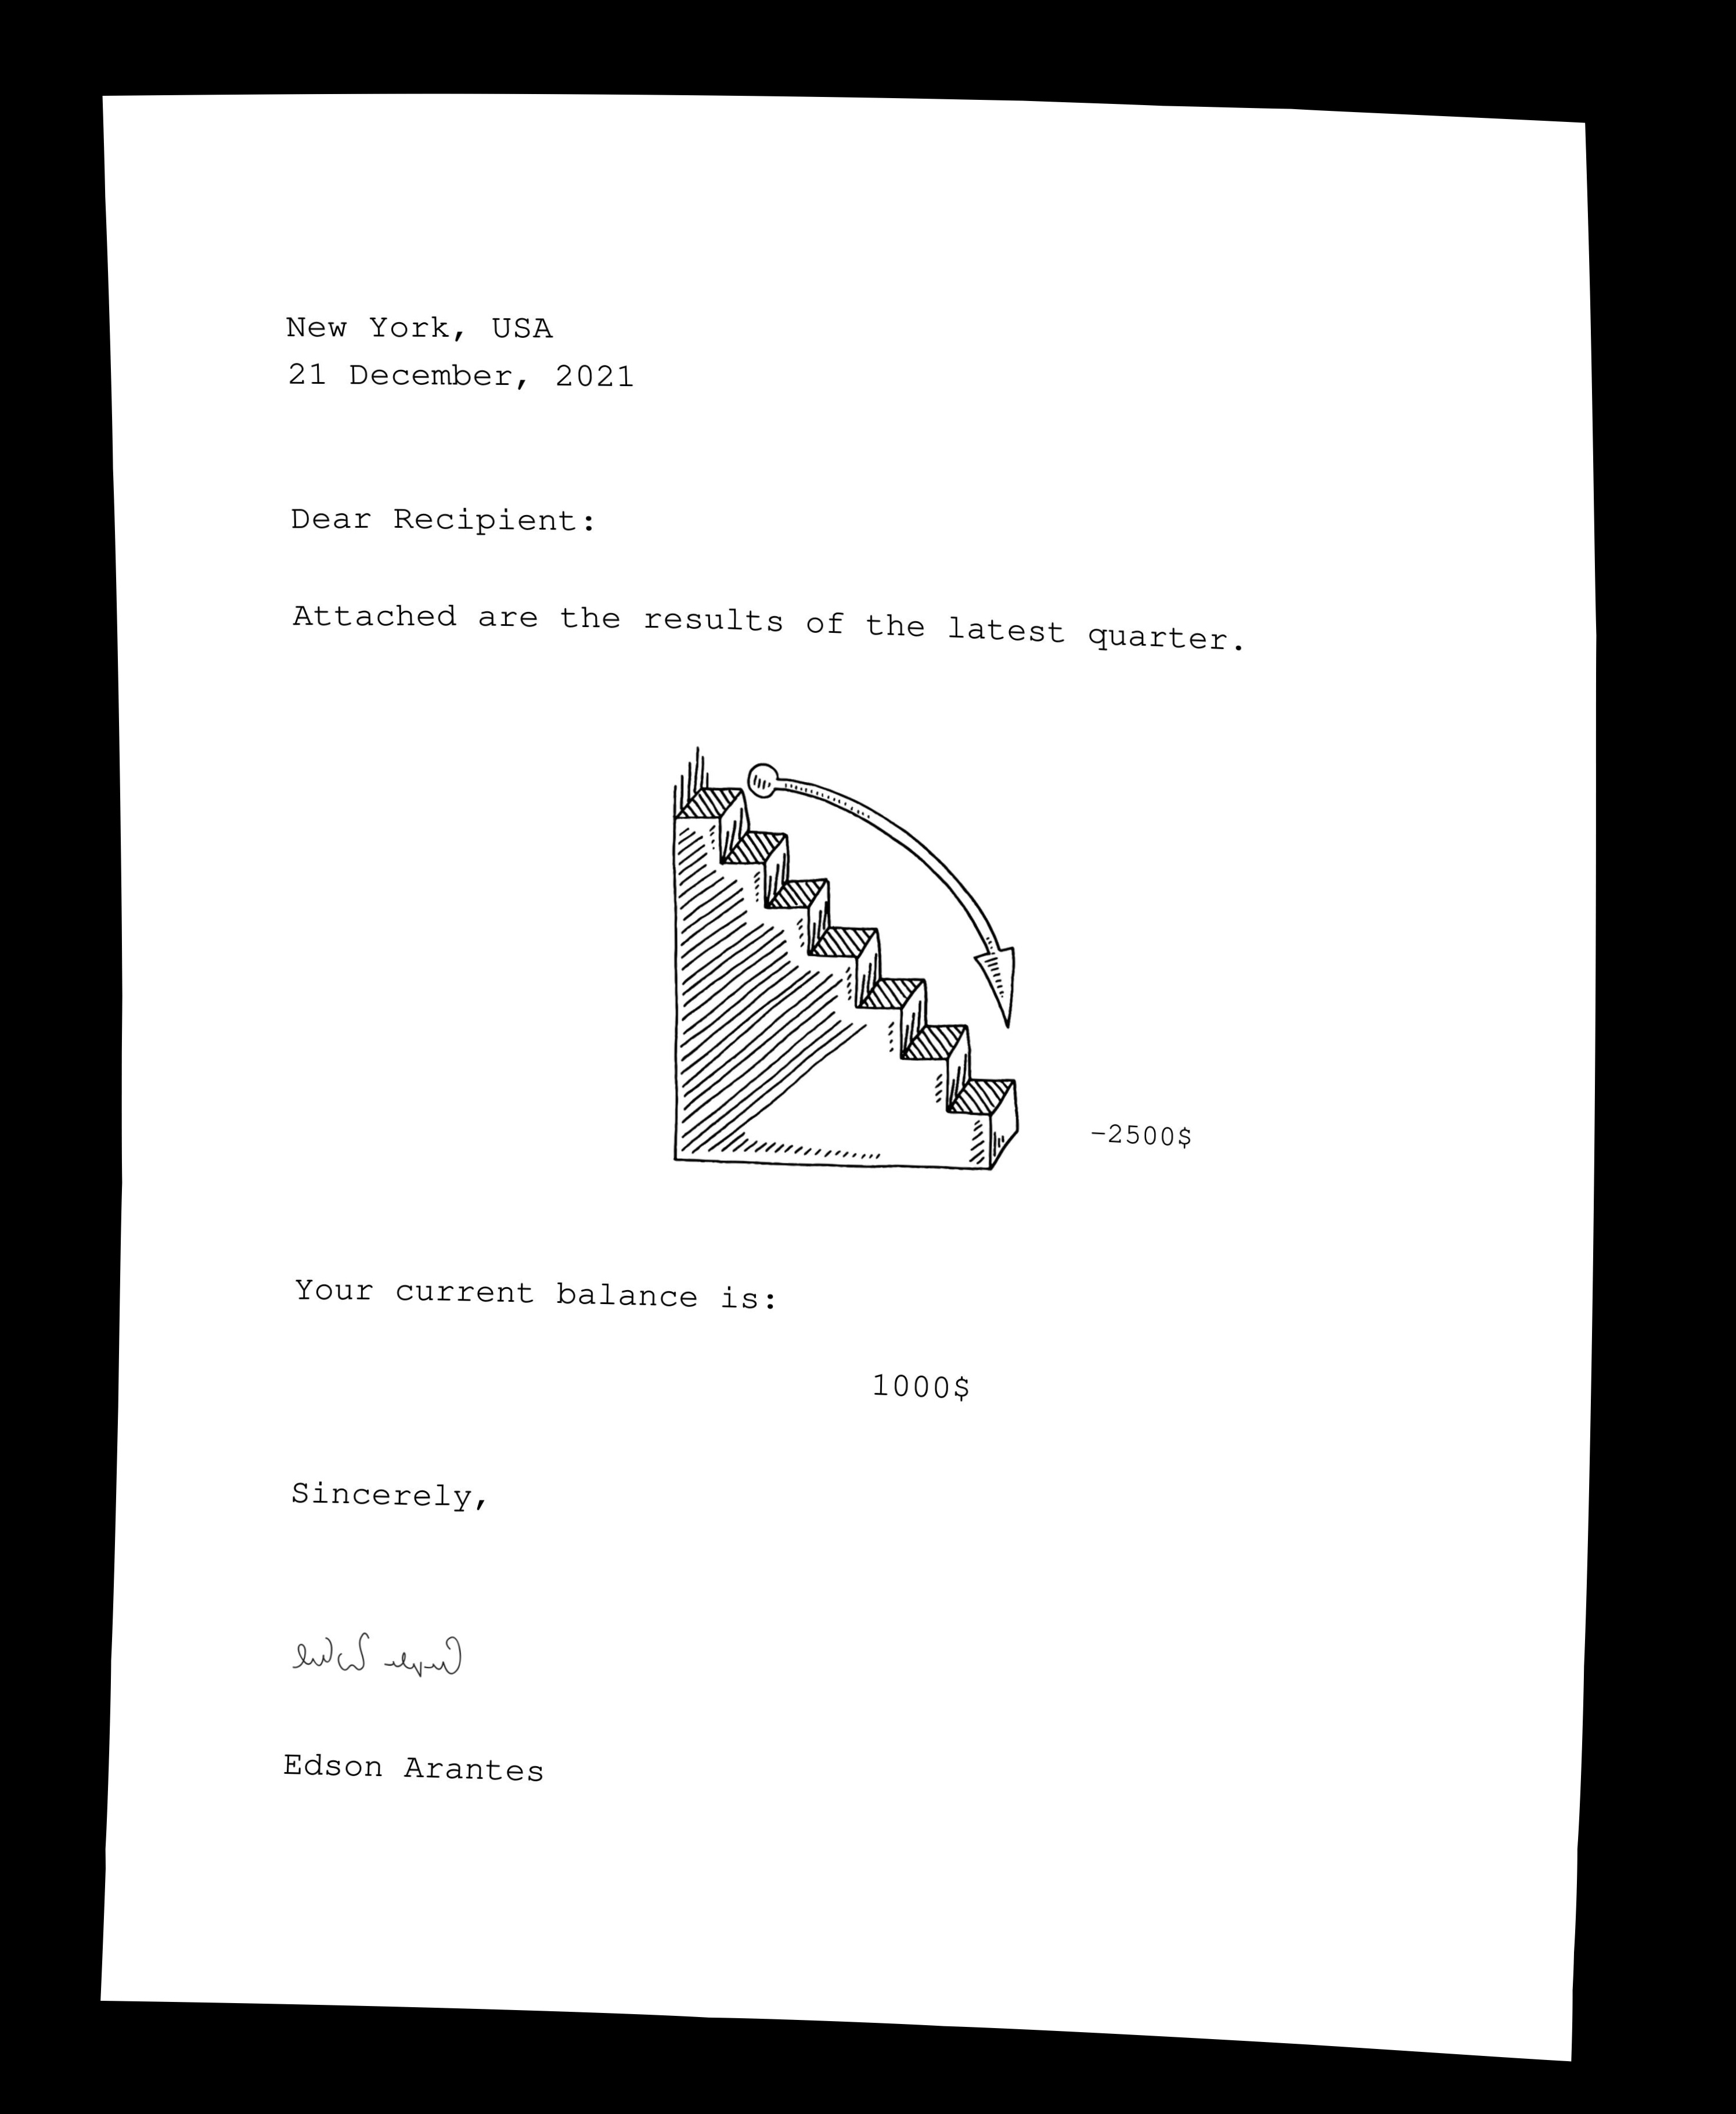 New York, USA
21 December, 2021
Dear Recipient:
Attached are the results of the latest quarter.
-2500$
Your current balance is:
1000$
Sincerely,
Edson Arantes